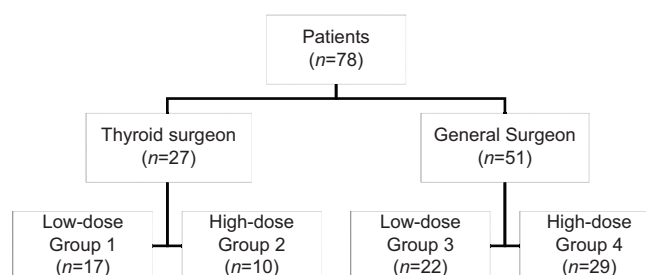 Patients
(n=78)
Thyroid surgeon
(n=27)
General Surgeon
(n=51)
Low-dose
Group 1
(n=17)
High-dose
Group 2
(n=10)
Low-dose
Group 3
(n=22)
High-dose
Group 4
(n=29)